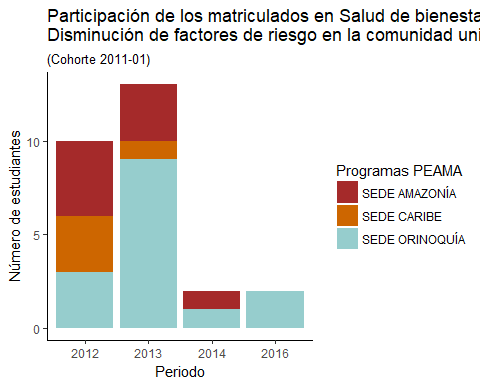 Participación de los matriculados en Salud de bienesta
Disminución de factores de riesgo en la comunidad uni
(Cohorte 2011-01)
Número de estudiantes
10
5
0
2012
2013
2014
2016
Periodo
Programas PEAMA
SEDE AMAZONÍA
SEDE CARIBE
SEDE ORINOQUÍA